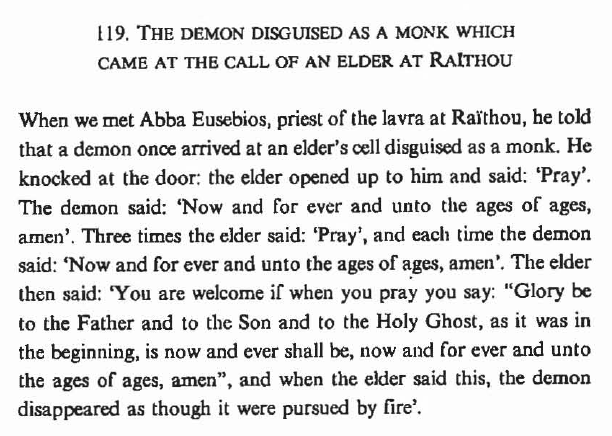 119. THE DEMON DISGUISED AS A MONK WHICH
CAME AT THE CALL OF AN ELDER AT RAÏTHOU
When we met Abba Eusebios, priest of the lavra at Raïthou, he told
that a demon once arrived at an elder's cell disguised as a monk. He
knocked at the door: the elder opened up to him and said: 'Pray'.
The demon said: 'Now and for ever and unto the ages of ages,
amen'. Three times the elder said: 'Pray', and each time the demon
said: 'Now and for ever and unto the ages of ages, amen'. The elder
then said: 'You are welcome if when you pray you say: "Glory be
to the Father and to the Son and to the Holy Ghost, as it was in
the beginning, is now and ever shall be, now and for ever and unto
the ages of ages, amen", and when the elder said this, the demon
disappeared as though it were pursued by fire'.